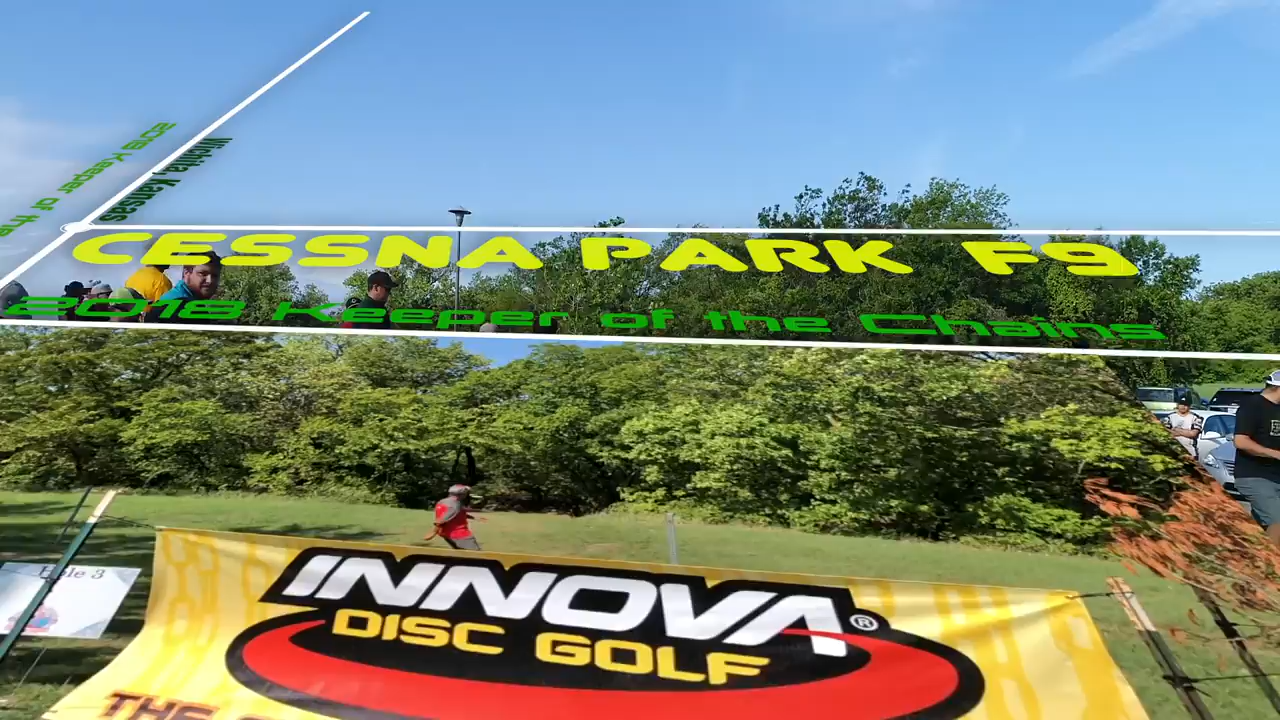 2018 Keeper of the
Wichita, Kansas
CESSNA PARK F9
2018 Keeper of the Chains
Hole 3
INNOVA®
DISC GOLF
THE